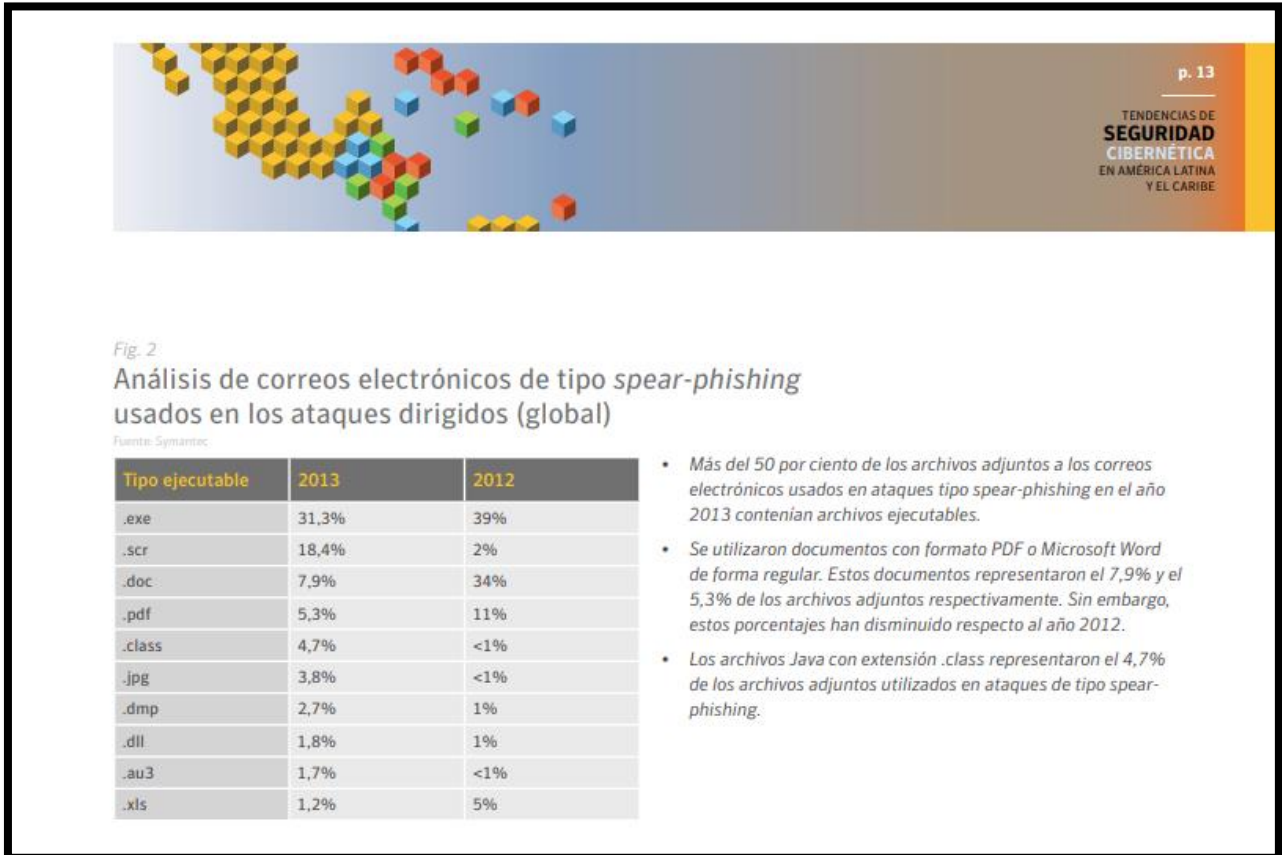 p. 13
TENDENCIAS DE
SEGURIDAD
CIBERNÉTICA
EN AMÉRICA LATINA
Y EL CARIBE
Fig. 2
Análisis de correos electrónicos de tipo spear-phishing
usados en los ataques dirigidos (global)
Fuente: Symantec
Tipo ejecutable 2013 2012
.exe 31,3% 39%
.scr 18,4% 2%
.doc 7,9% 34%
.pdf 5,3% 11%
.class 4,7% <1%
.jpg 3,8% <1%
.dmp 2,7% 1%
.dll 1,8% 1%
.au3 1,7% <1%
.xls 1,2% 5%
• Más del 50 por ciento de los archivos adjuntos a los correos
electrónicos usados en ataques tipo spear-phishing en el año
2013 contenían archivos ejecutables.
• Se utilizaron documentos con formato PDF o Microsoft Word
de forma regular. Estos documentos representaron el 7,9% y el
5,3% de los archivos adjuntos respectivamente. Sin embargo,
estos porcentajes han disminuido respecto al año 2012.
• Los archivos Java con extensión .class representaron el 4,7%
de los archivos adjuntos utilizados en ataques de tipo spear-
phishing.